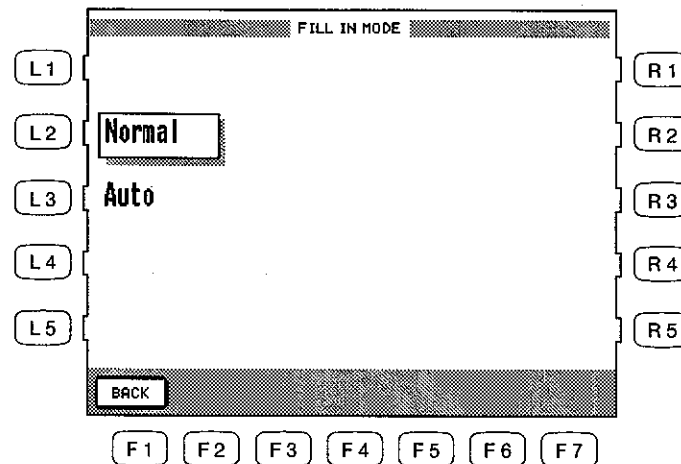 FILL IN MODE
L1 R1
L2 Normal R2
L3 Auto R3
L4 R4
L5 R5
BACK
F1 F2 F3 F4 F5 F6 F7